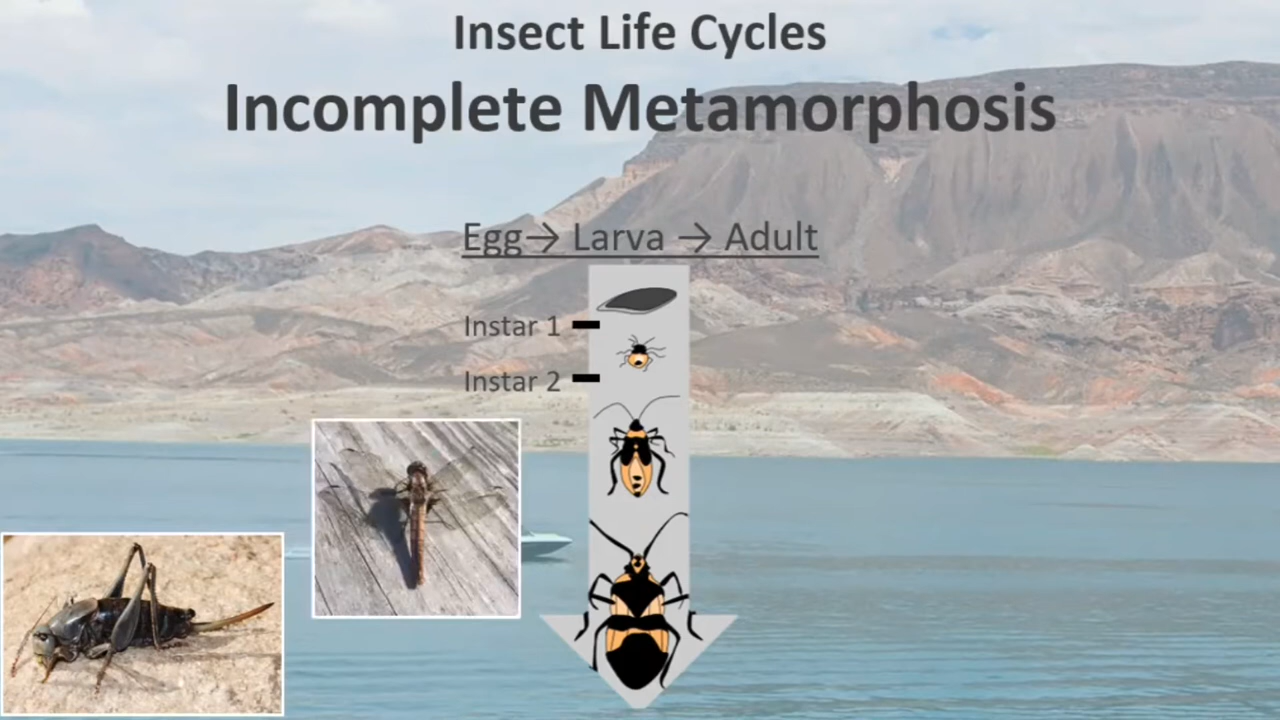 Insect Life Cycles
Incomplete Metamorphosis
Egg→ Larva → Adult
Instar 1
Instar 2